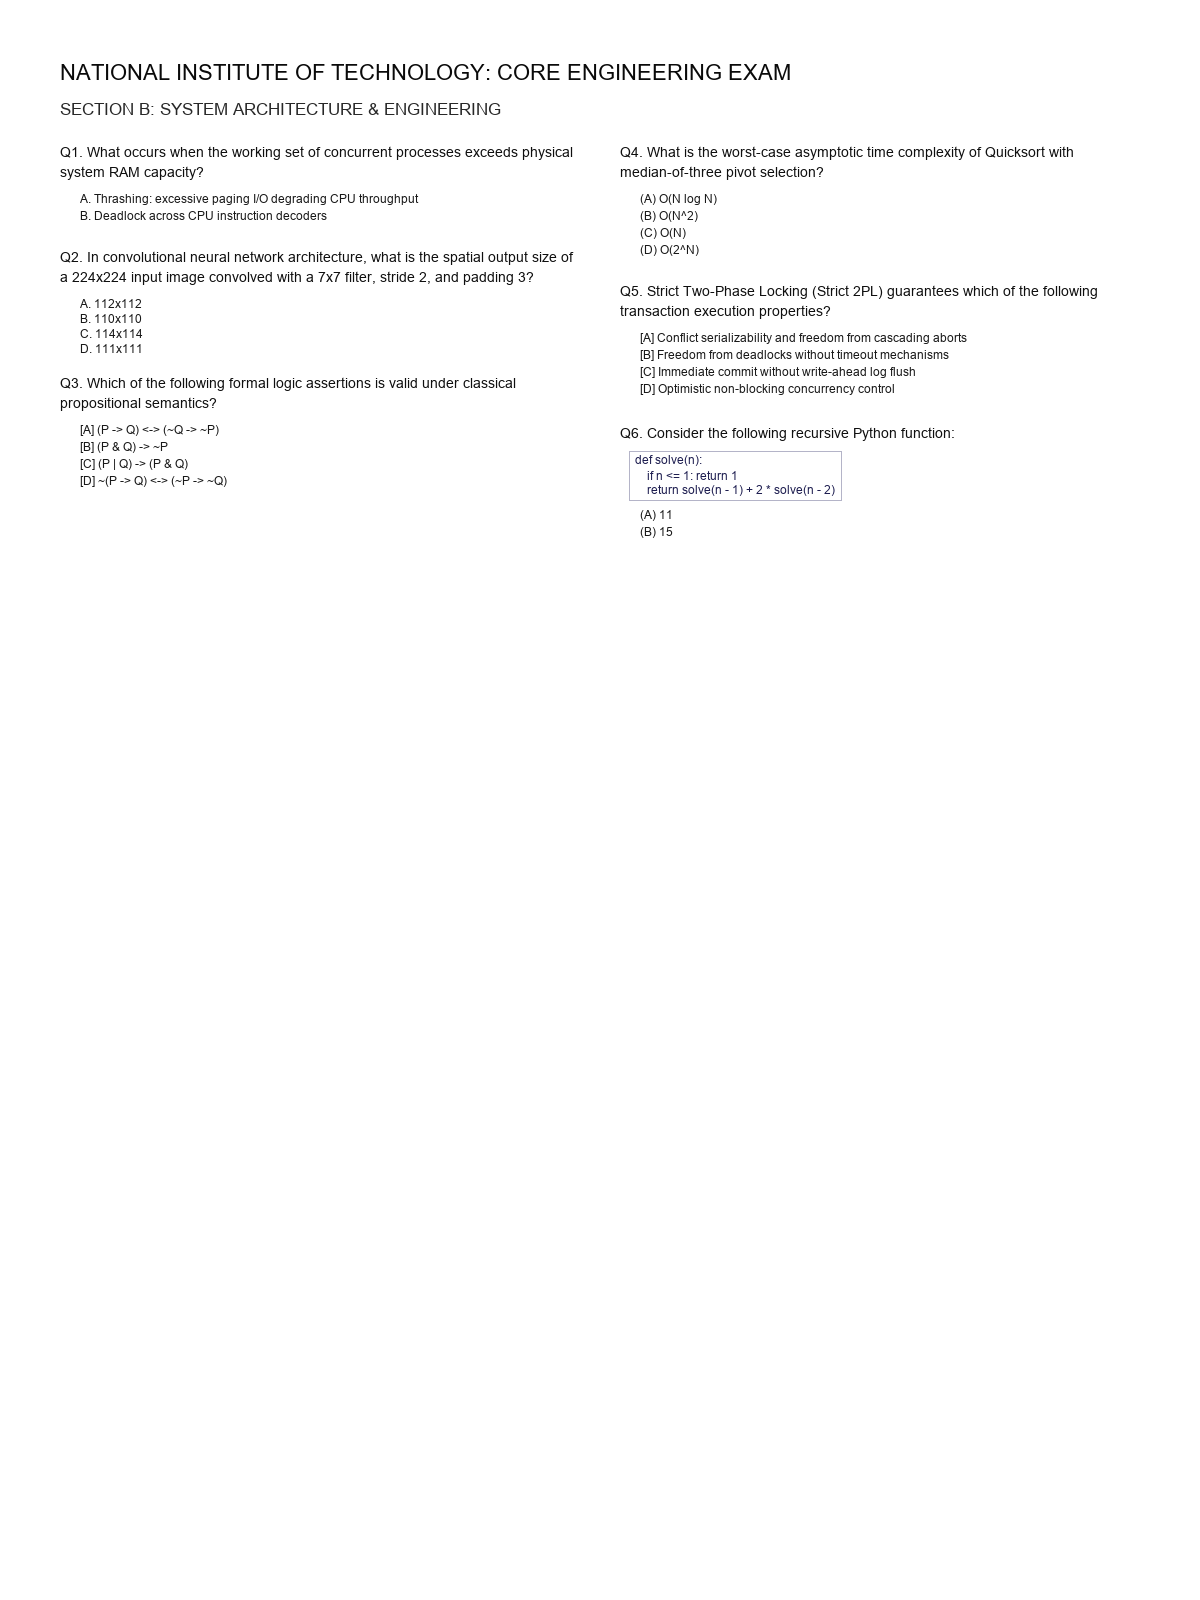 NATIONAL INSTITUTE OF TECHNOLOGY: CORE ENGINEERING EXAM
SECTION B: SYSTEM ARCHITECTURE & ENGINEERING
Q1. What occurs when the working set of concurrent processes exceeds physical
system RAM capacity?
A. Thrashing: excessive paging I/O degrading CPU throughput
B. Deadlock across CPU instruction decoders
Q2. In convolutional neural network architecture, what is the spatial output size of
a 224x224 input image convolved with a 7x7 filter, stride 2, and padding 3?
A. 112x112
B. 110x110
C. 114x114
D. 111x111
Q3. Which of the following formal logic assertions is valid under classical
propositional semantics?
[A] (P -> Q) <-> (~Q -> ~P)
[B] (P & Q) -> ~P
[C] (P | Q) -> (P & Q)
[D] ~(P -> Q) <-> (~P -> ~Q)
Q4. What is the worst-case asymptotic time complexity of Quicksort with
median-of-three pivot selection?
(A) O(N log N)
(B) O(N^2)
(C) O(N)
(D) O(2^N)
Q5. Strict Two-Phase Locking (Strict 2PL) guarantees which of the following
transaction execution properties?
[A] Conflict serializability and freedom from cascading aborts
[B] Freedom from deadlocks without timeout mechanisms
[C] Immediate commit without write-ahead log flush
[D] Optimistic non-blocking concurrency control
Q6. Consider the following recursive Python function:
def solve(n):
if n <= 1: return 1
return solve(n - 1) + 2 * solve(n - 2)
(A) 11
(B) 15